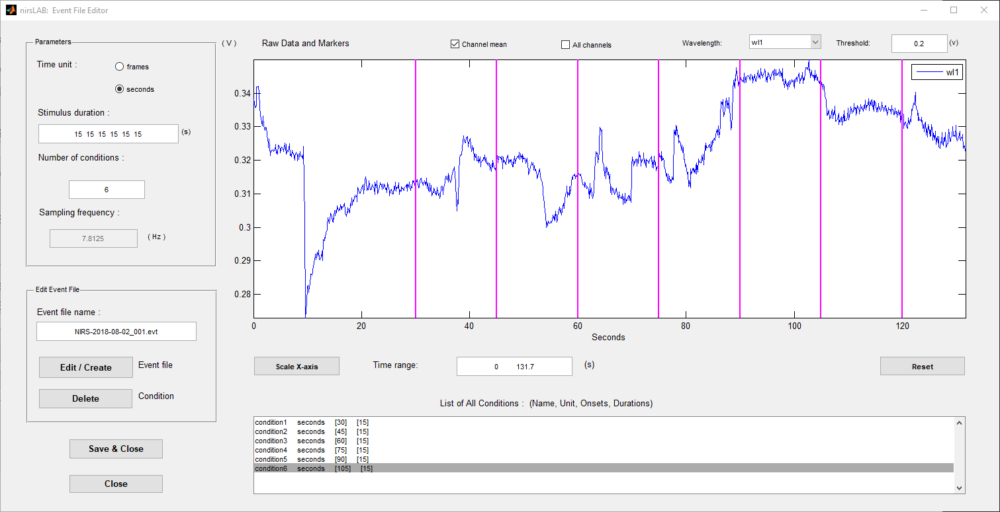 nirsLAB: Event File Editor
Parameters
Time unit :
frames
seconds
Stimulus duration :
15 15 15 15 15 15 (s)
Number of conditions :
6
Sampling frequency :
7.8125 ( Hz )
Edit Event File
Event file name :
NIRS-2018-08-02_001.evt
Edit / Create Event file
Delete Condition
Save & Close
Close
( V ) Raw Data and Markers
Channel mean
All channels
Wavelength: wl1
Threshold: 0.2 (v)
wl1
0.34
0.33
0.32
0.31
0.3
0.29
0.28
0 20 40 60 80 100 120
Seconds
Scale X-axis
Time range: 0 131.7 (s)
Reset
List of All Conditions : (Name, Unit, Onsets, Durations)
condition1 seconds [30] [15]
condition2 seconds [45] [15]
condition3 seconds [60] [15]
condition4 seconds [75] [15]
condition5 seconds [90] [15]
condition6 seconds [105] [15]